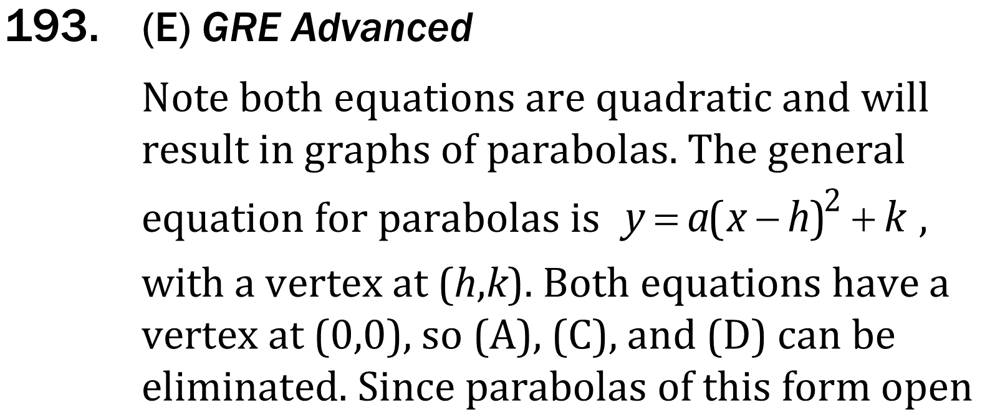 193. (E) GRE Advanced
Note both equations are quadratic and will
result in graphs of parabolas. The general
equation for parabolas is y = a(x – h)² + k ,
with a vertex at (h,k). Both equations have a
vertex at (0,0), so (A), (C), and (D) can be
eliminated. Since parabolas of this form open